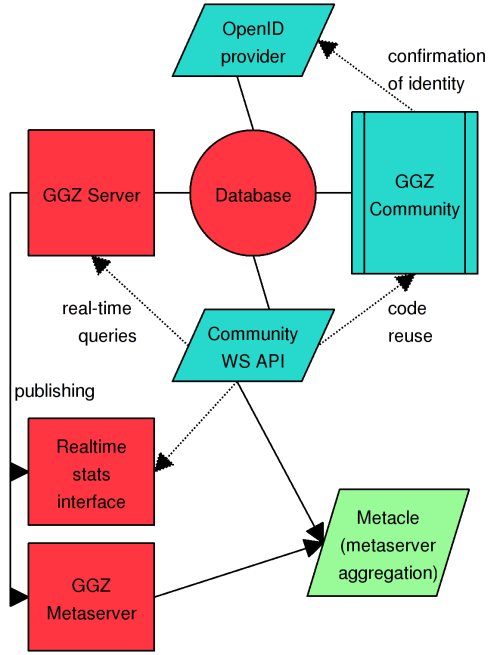 OpenID
provider
confirmation
of identity
GGZ Server
Database
GGZ
Community
real-time
queries
Community
WS API
code
reuse
publishing
Realtime
stats
interface
Metacle
(metaserver
aggregation)
GGZ
Metaserver